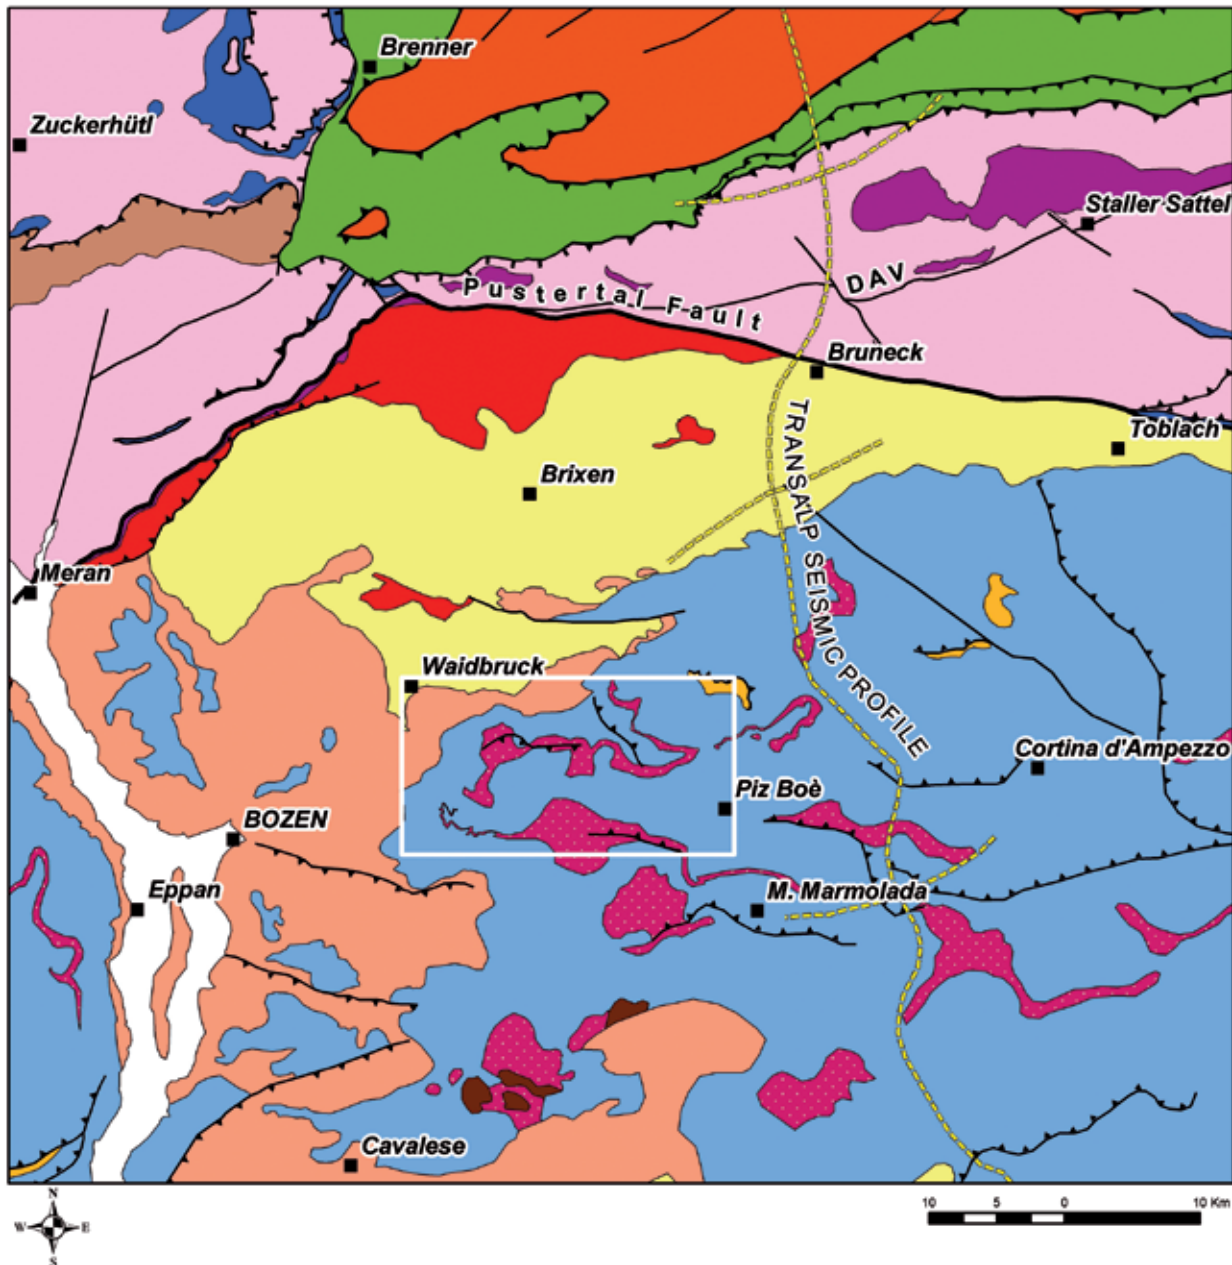 Brenner
Zuckerhütl
Staller Sattel
DAV
Pustertal Fault
Bruneck
Toblach
TRANSALP SEISMIC PROFILE
Brixen
Meran
Waidbruck
Cortina d'Ampezzo
Piz Boè
BOZEN
Eppan
M. Marmolada
Cavalese
N
W E
S
10 5 0 10 Km